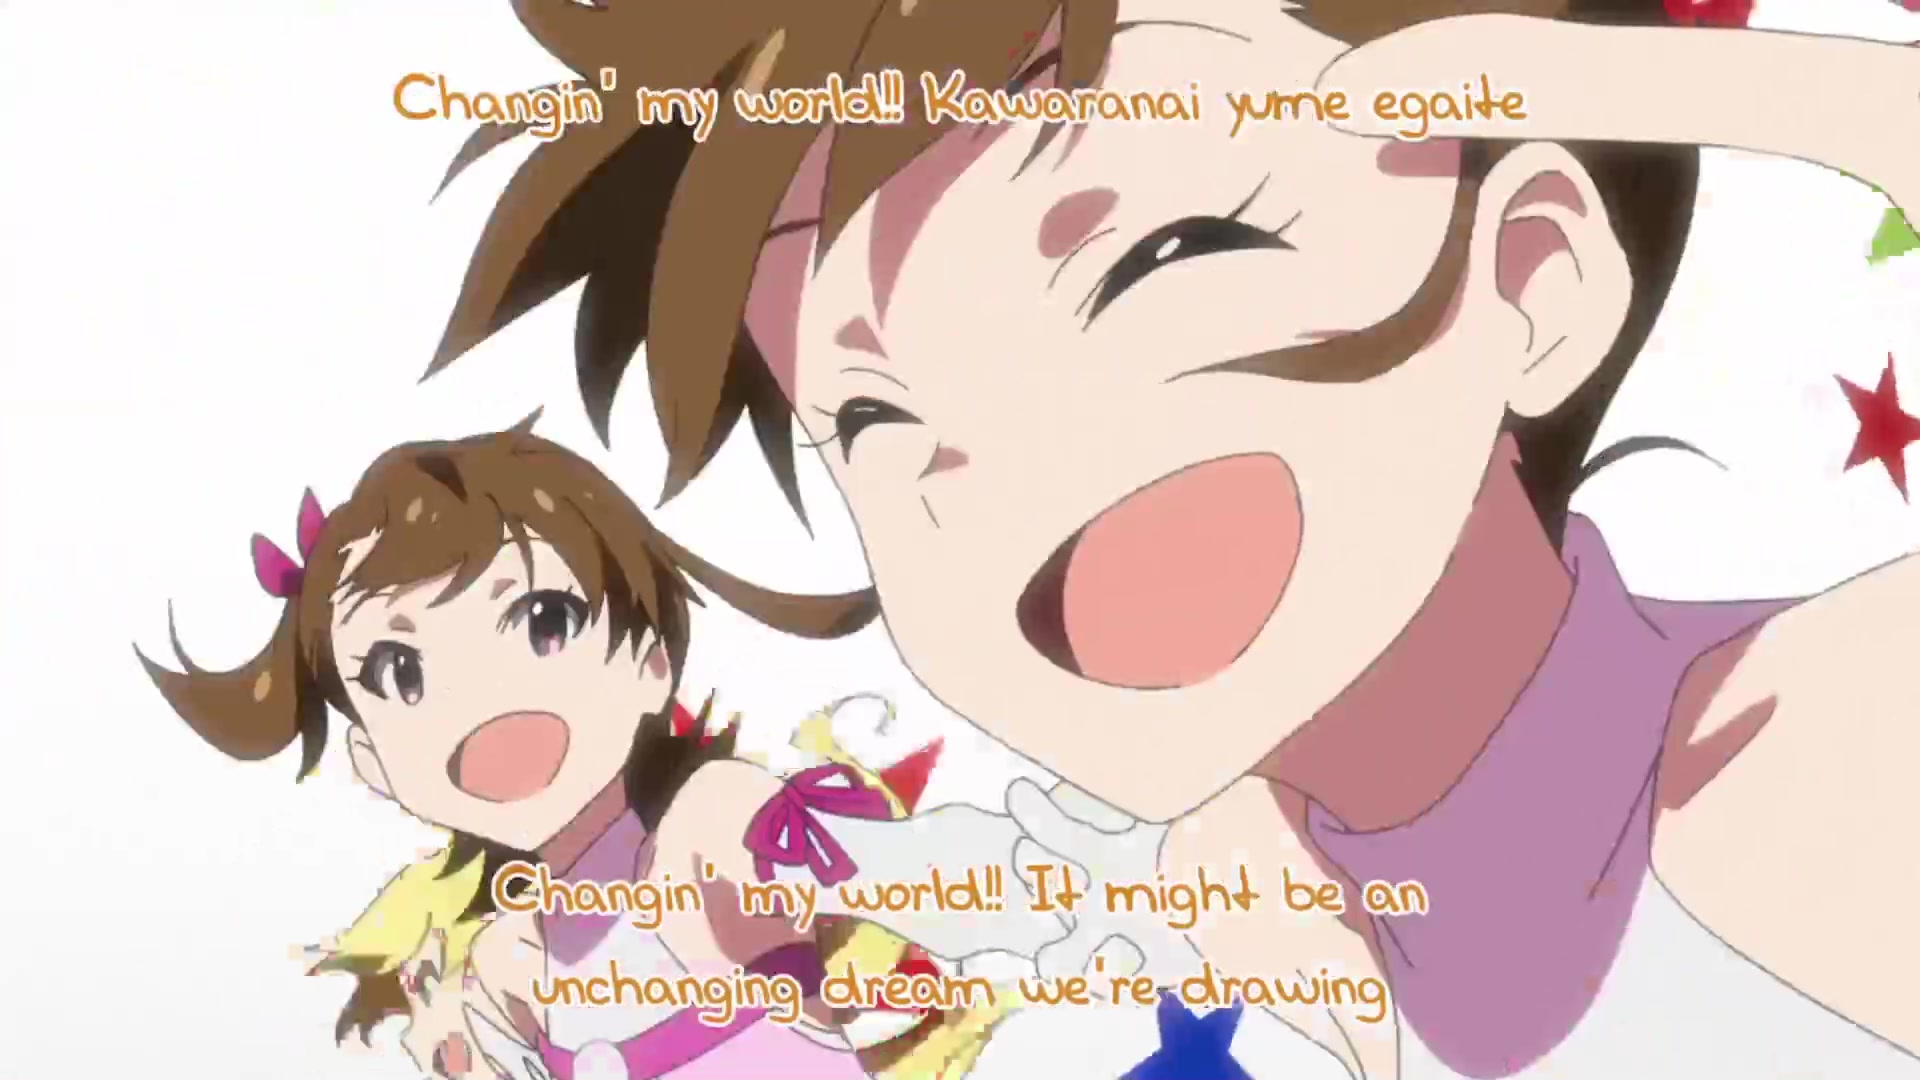 Changin' my world!! Kawaranai yume egaite
Changin' my world!! It might be an
unchanging dream we're drawing